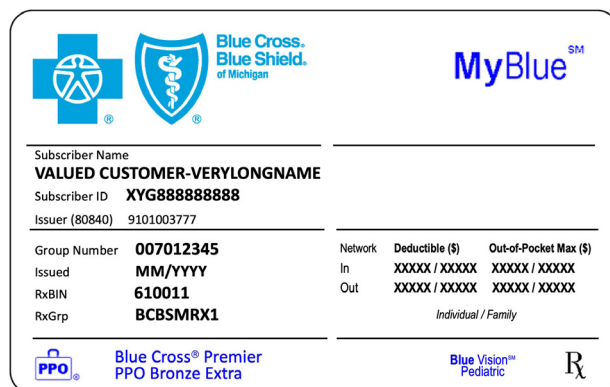 Blue Cross®
Blue Shield®
of Michigan
MyBlue℠
®
®
Subscriber Name
VALUED CUSTOMER-VERYLONGNAME
Subscriber ID XYG888888888
Issuer (80840) 9101003777
Group Number 007012345
Issued MM/YYYY
RxBIN 610011
RxGrp BCBSMRX1
Network Deductible ($) Out-of-Pocket Max ($)
In XXXXX / XXXXX XXXXX / XXXXX
Out XXXXX / XXXXX XXXXX / XXXXX
Individual / Family
PPO®
Blue Cross® Premier
PPO Bronze Extra
Blue Vision℠
Pediatric
Rx